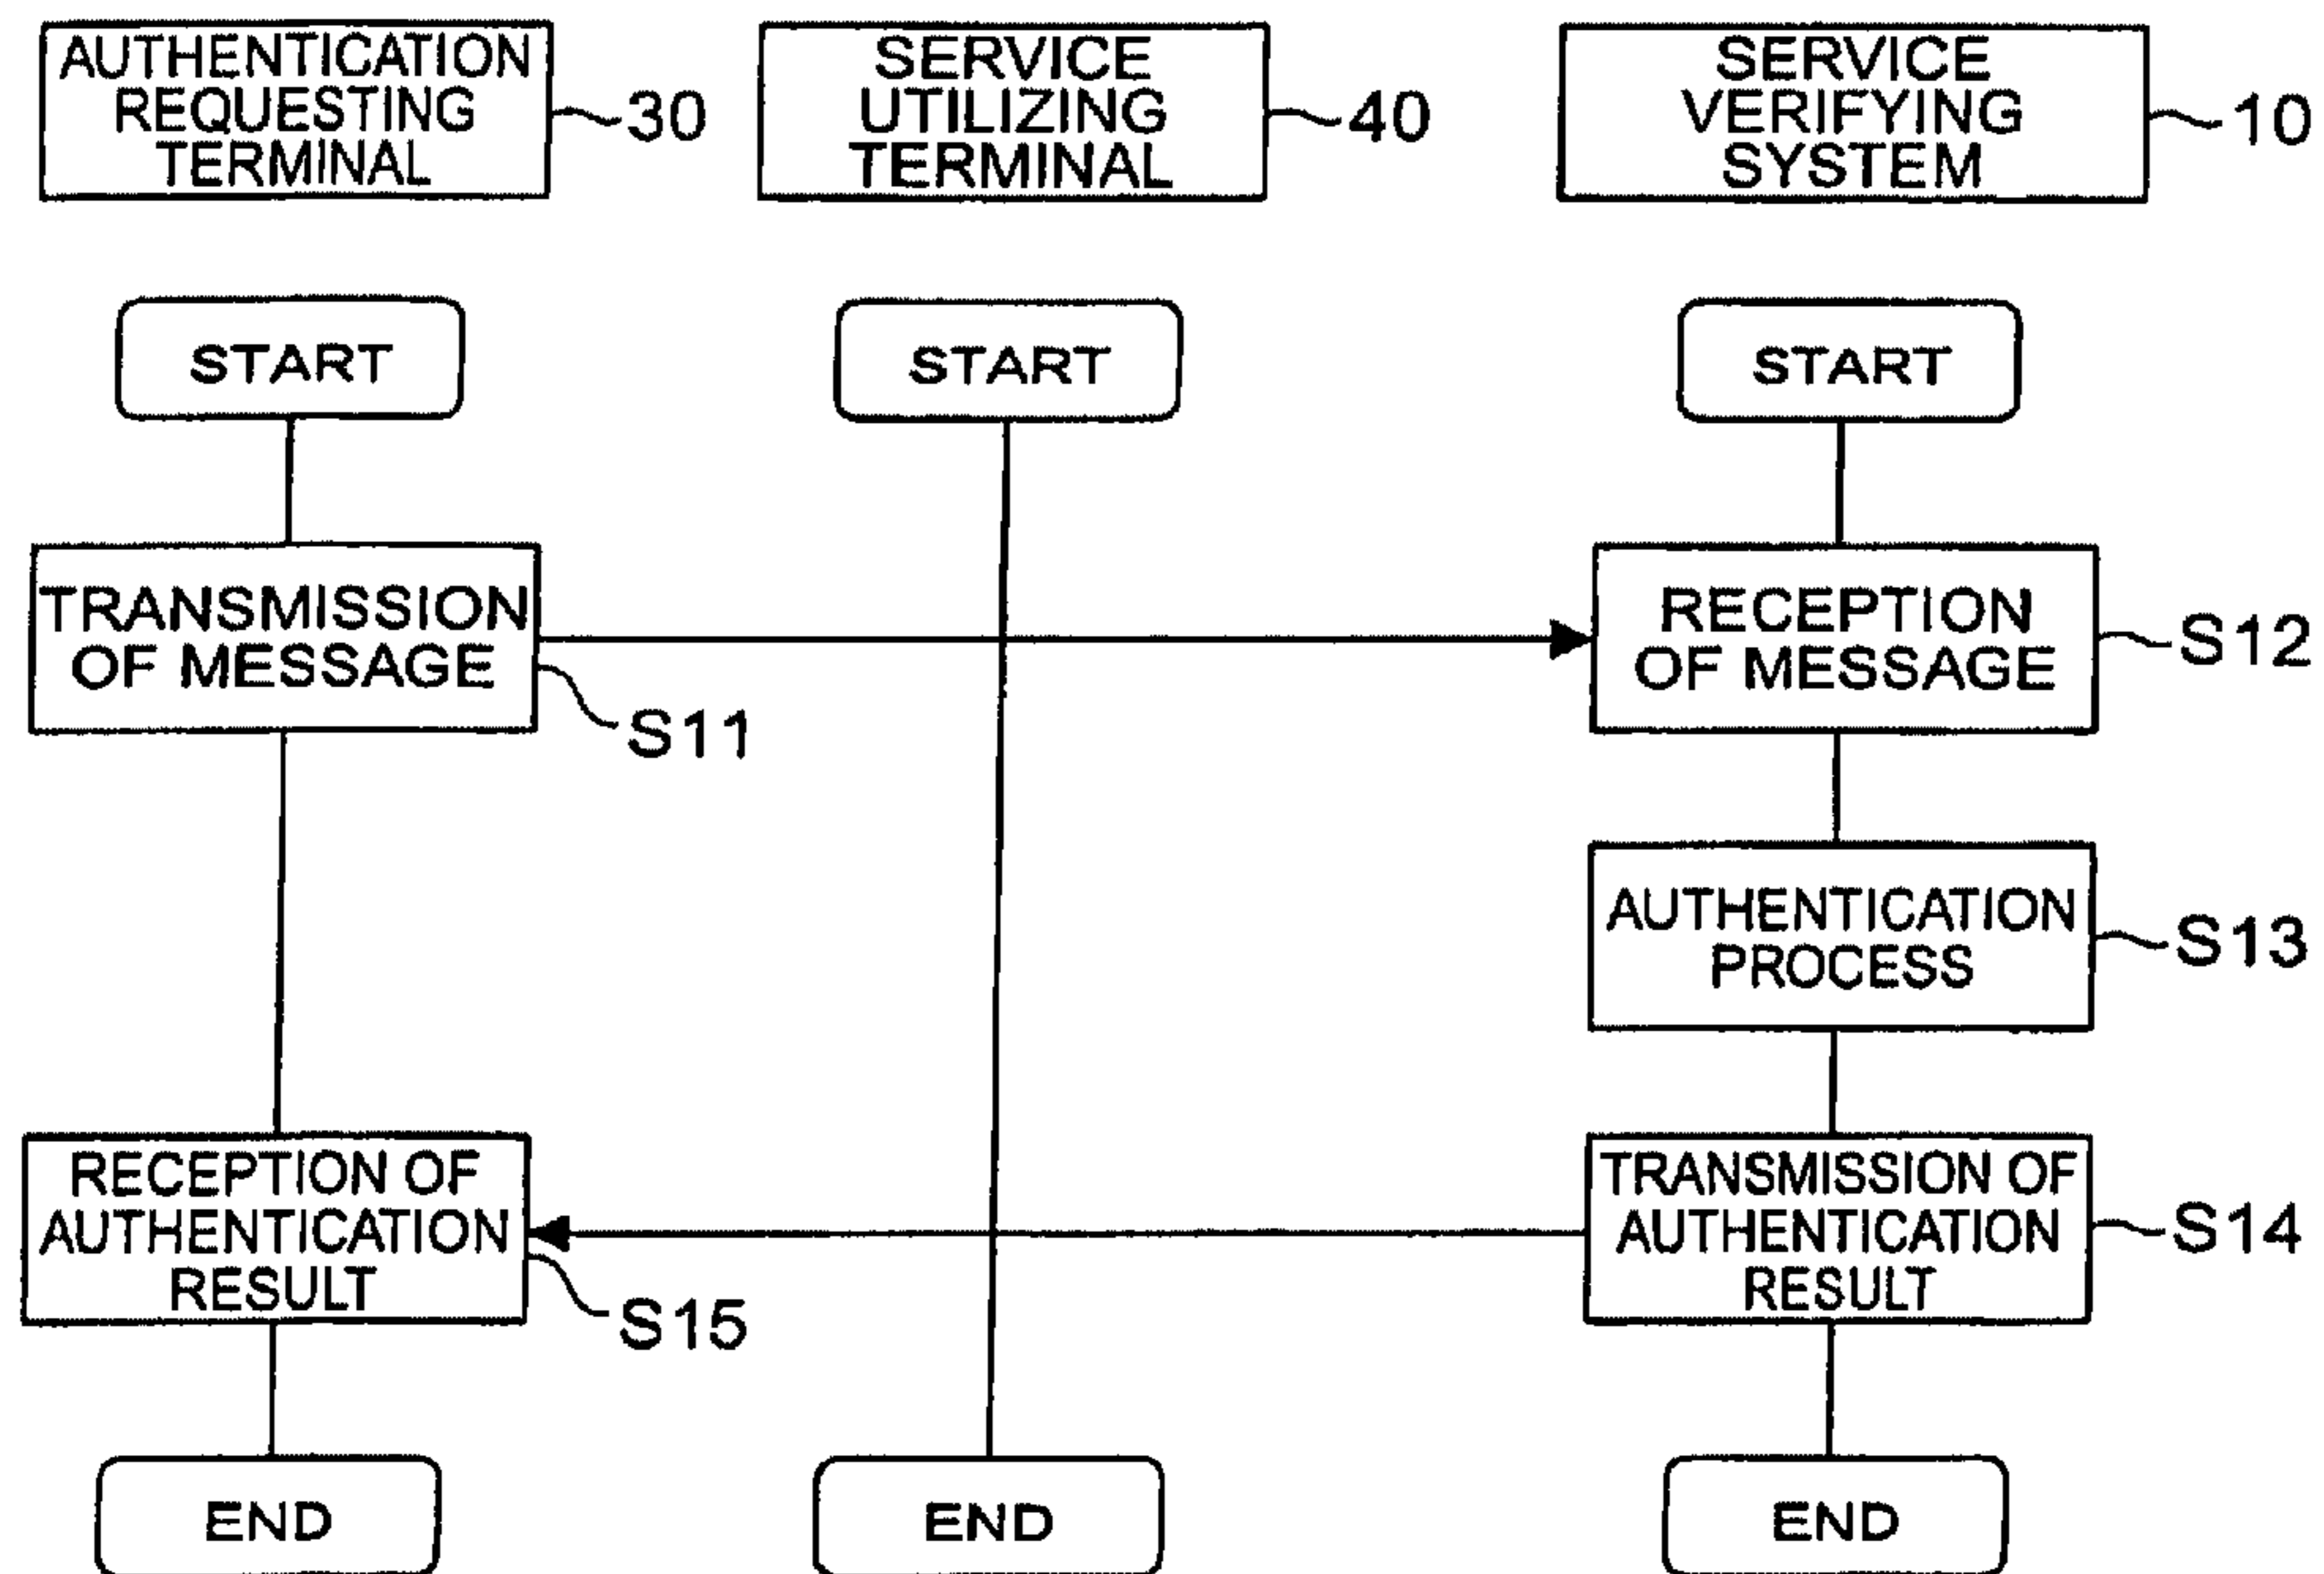 AUTHENTICATION
REQUESTING
TERMINAL
30
SERVICE
UTILIZING
TERMINAL
40
SERVICE
VERIFYING
SYSTEM
10
START
START
START
TRANSMISSION
OF MESSAGE
S11
RECEPTION
OF MESSAGE
S12
AUTHENTICATION
PROCESS
S13
RECEPTION OF
AUTHENTICATION
RESULT
S15
TRANSMISSION OF
AUTHENTICATION
RESULT
S14
END
END
END